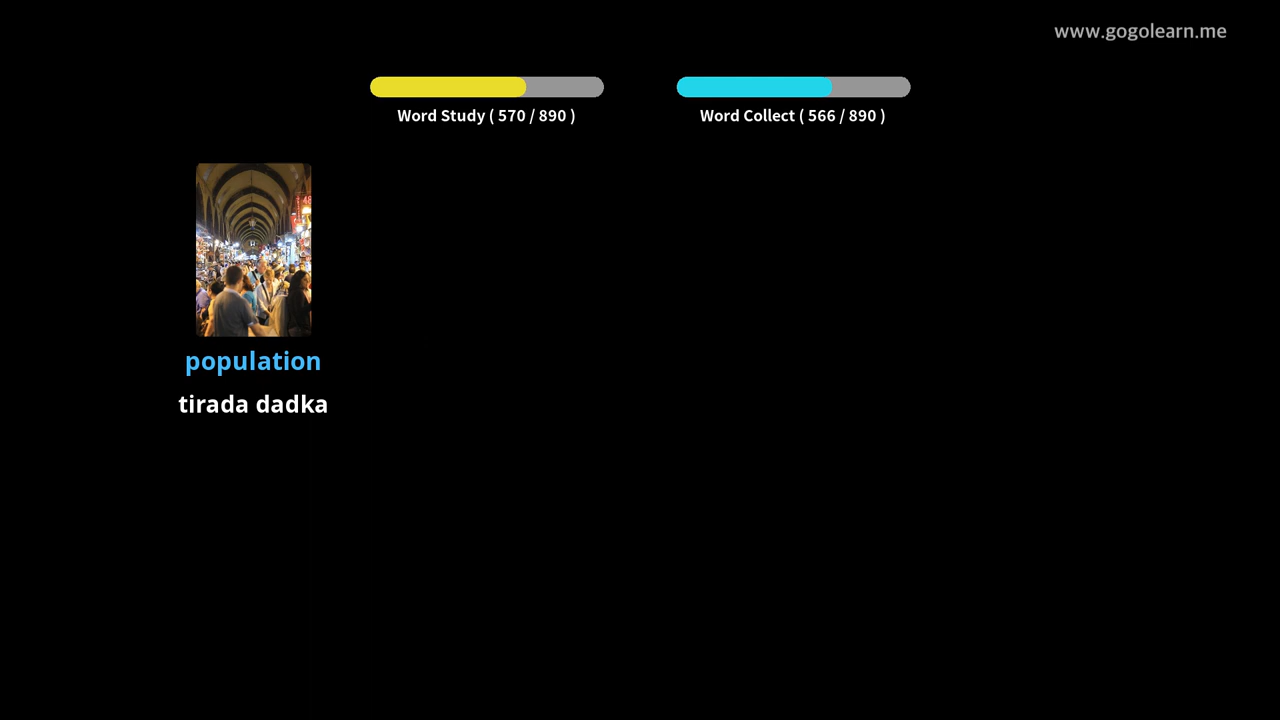 www.gogolearn.me
Word Study ( 570 / 890 )
Word Collect ( 566 / 890 )
population
tirada dadka